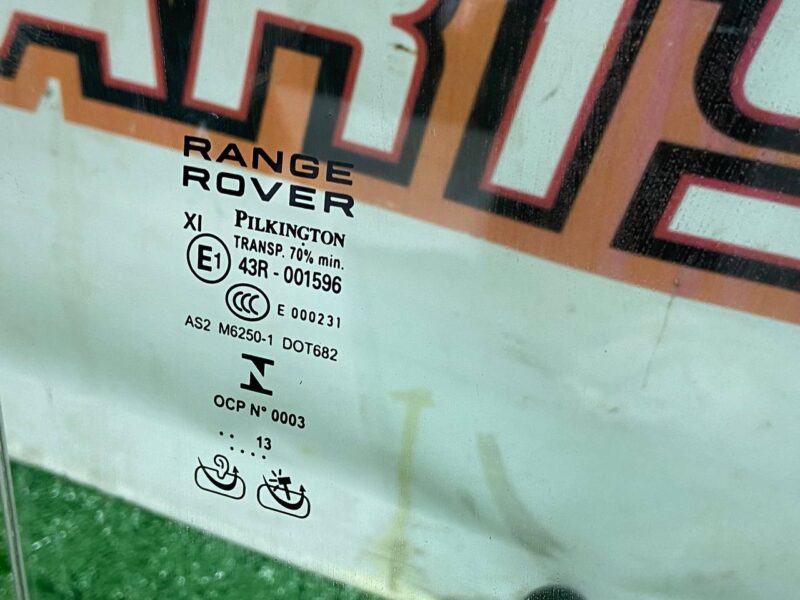 ARTS
RANGE
ROVER
XI PILKINGTON
TRANSP. 70% min.
E1 43R - 001596
CCC E 000231
AS2 M6250-1 DOT682
N
OCP N° 0003
.. 13
.....